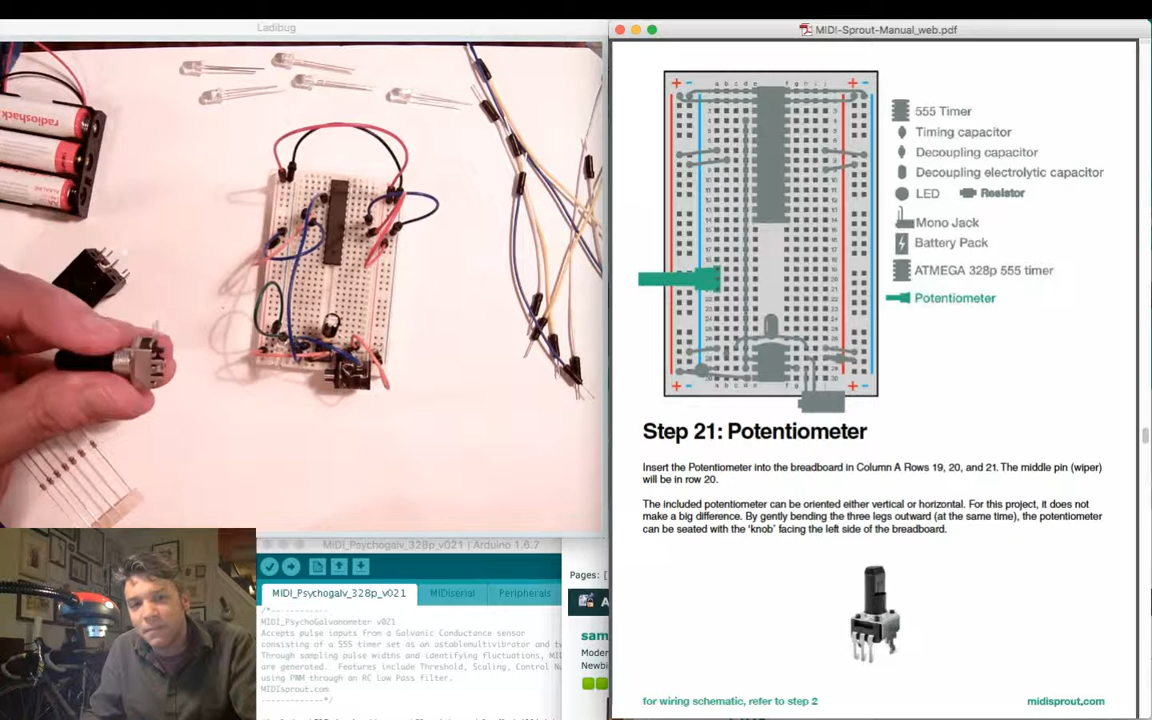 Ladibug
MIDI-Sprout-Manual_web.pdf
radioshack
555 Timer
Timing capacitor
Decoupling capacitor
Decoupling electrolytic capacitor
LED Resistor
Mono Jack
Battery Pack
ATMEGA 328p 555 timer
Potentiometer
Step 21: Potentiometer
Insert the Potentiometer into the breadboard in Column A Rows 19, 20, and 21. The middle pin (wiper)
will be in row 20.
The included potentiometer can be oriented either vertical or horizontal. For this project, it does not
make a big difference. By gently bending the three legs outward (at the same time), the potentiometer
can be seated with the 'knob' facing the left side of the breadboard.
for wiring schematic, refer to step 2
midisprout.com
MIDI_Psychogalv_328p_v021 | Arduino 1.6.7
MIDI_Psychogalv_328p_v021 MIDIserial Peripherals
/*------------
MIDI_PsychoGalvanometer v021
Accepts pulse inputs from a Galvanic Conductance sensor
consisting of a 555 timer set as an astablemultivibrator and tw
Through sampling pulse widths and identifying fluctuations, MID
are generated. Features include Threshold, Scaling, Control Nu
using PWM through an RC Low Pass filter.
MIDIsprout.com
-------------*/
Pages: [
A
sam
Moder
Newbi